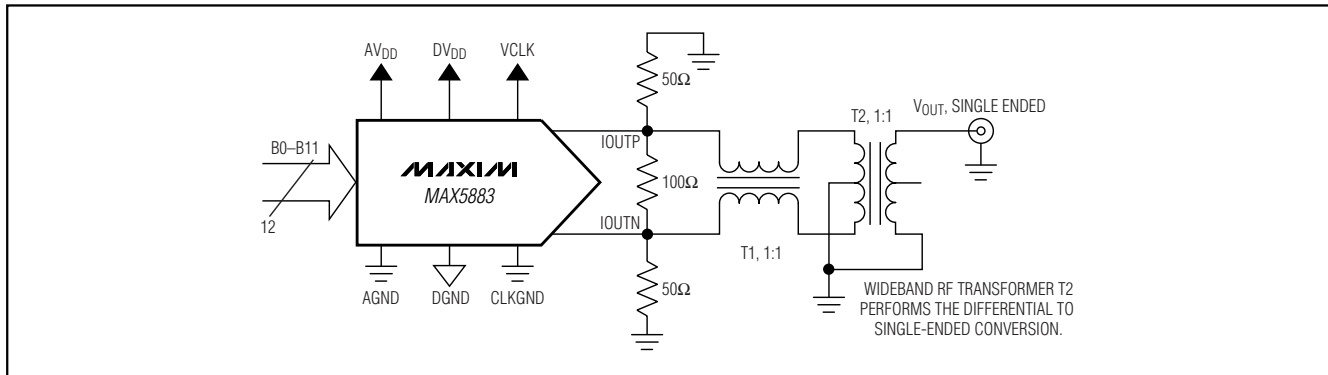 AVDD DVDD VCLK
50Ω
VOUT, SINGLE ENDED
T2, 1:1
IOUTP
B0–B11
MAXIM
MAX5883
100Ω
12
IOUTN
T1, 1:1
50Ω
AGND DGND CLKGND
WIDEBAND RF TRANSFORMER T2
PERFORMS THE DIFFERENTIAL TO
SINGLE-ENDED CONVERSION.